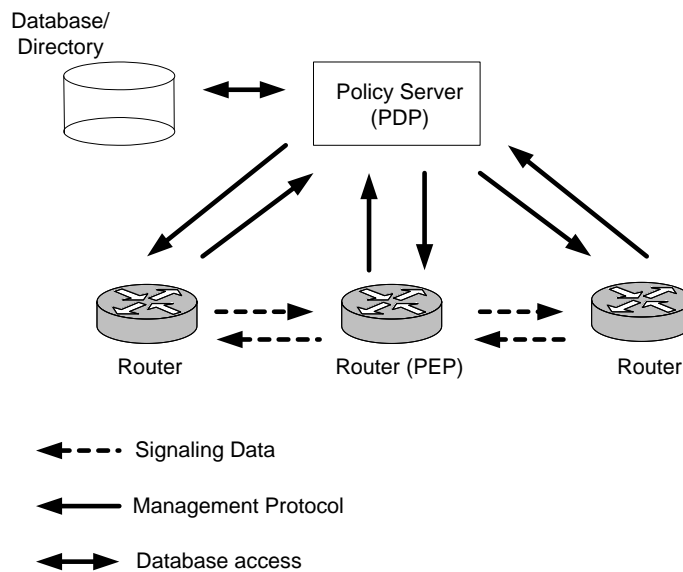 Database/
Directory
Policy Server
(PDP)
Router
Router (PEP)
Router
Signaling Data
Management Protocol
Database access